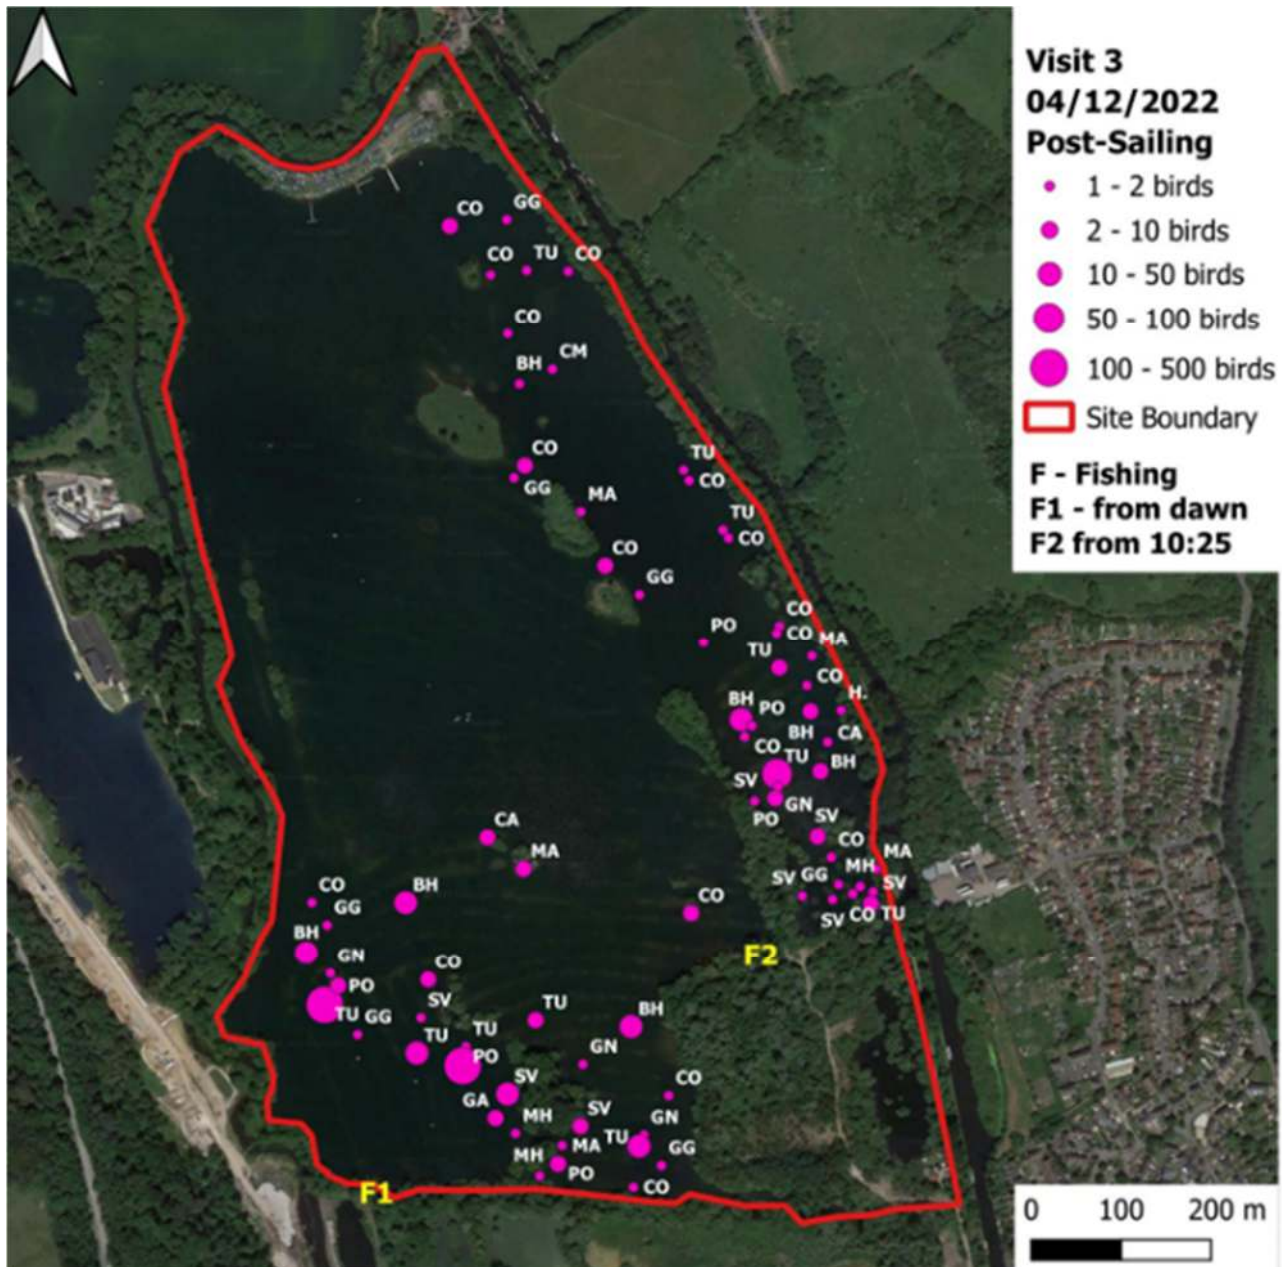 Visit 3
04/12/2022
Post-Sailing
1 - 2 birds
2 - 10 birds
10 - 50 birds
50 - 100 birds
100 - 500 birds
Site Boundary
F - Fishing
F1 - from dawn
F2 from 10:25
CO GG
CO TU CO
CO
BH CM
CO
GG
MA
TU
CO
TU
CO
CO
GG
CO
PO
CO
MA
TU
CO
H.
BH PO
BH CA
CO
TU
BH
SV
GN
PO
SV
CO
MH MA
SV GG
SV
SV CO TU
CA
MA
CO
BH
CO
GG
BH
F2
GN
CO
PO
SV
TU
BH
TU GG
TU
TU
PO
GN
SV
CO
GA
MH
SV
GN
TU
MA
GG
MH
PO
CO
F1
0 100 200 m